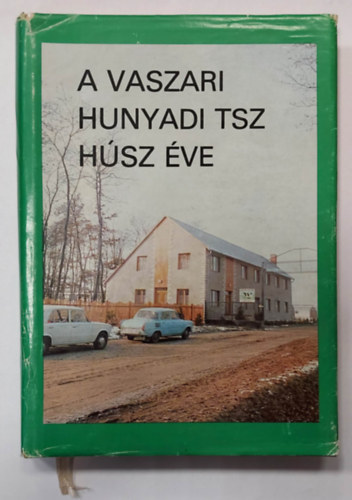 A VASZARI
HUNYADI TSZ
HÚSZ ÉVE